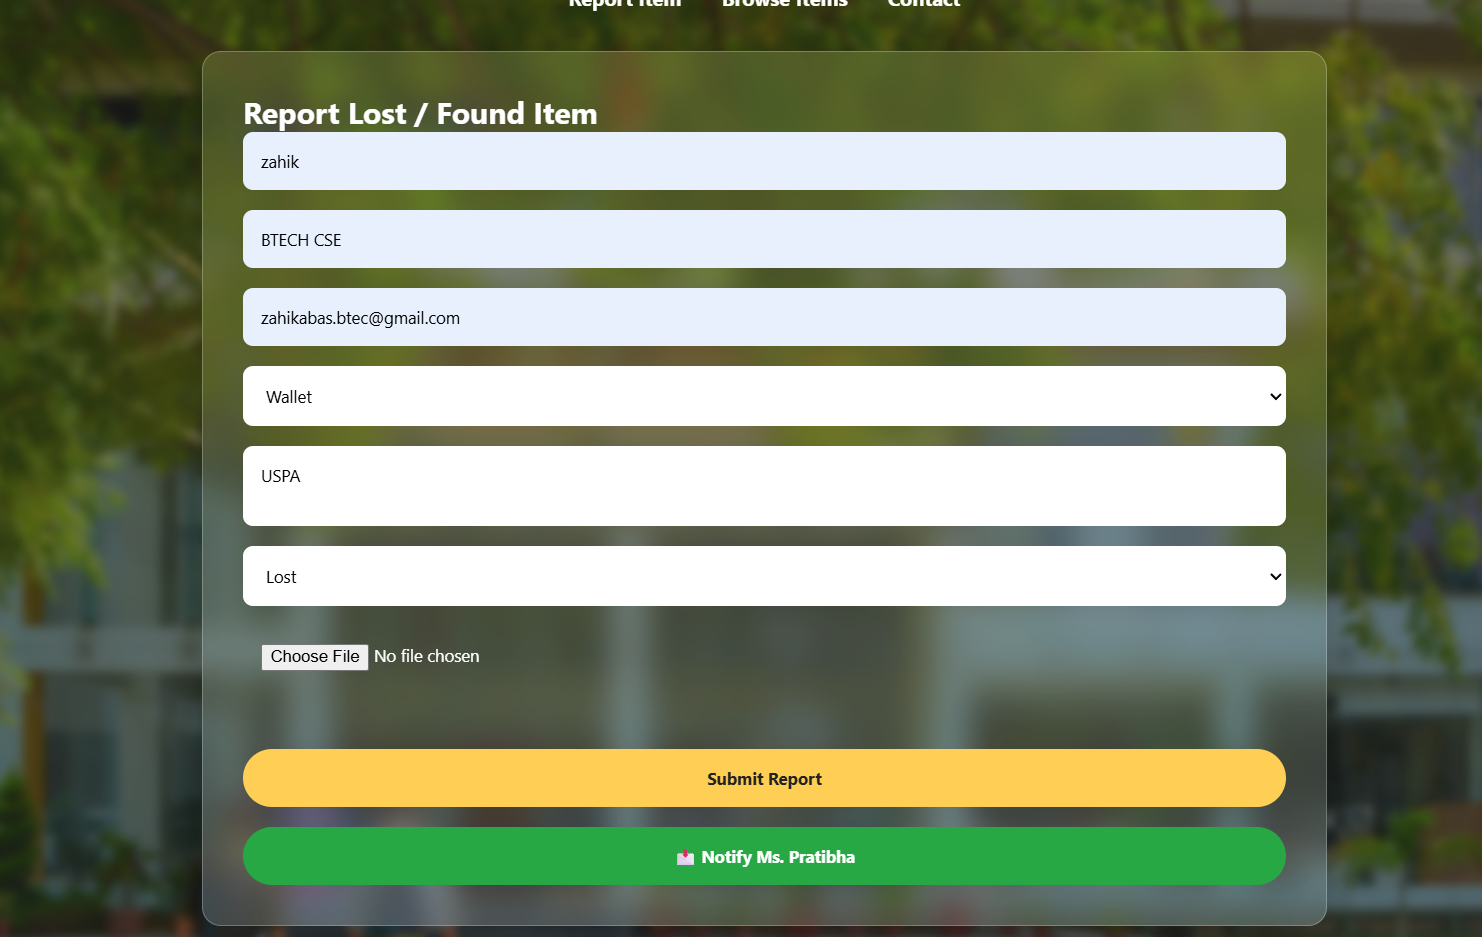 Report Item Browse Items Contact
Report Lost / Found Item
zahik
BTECH CSE
zahikabas.btec@gmail.com
Wallet
USPA
Lost
Choose File No file chosen
Submit Report
Notify Ms. Pratibha